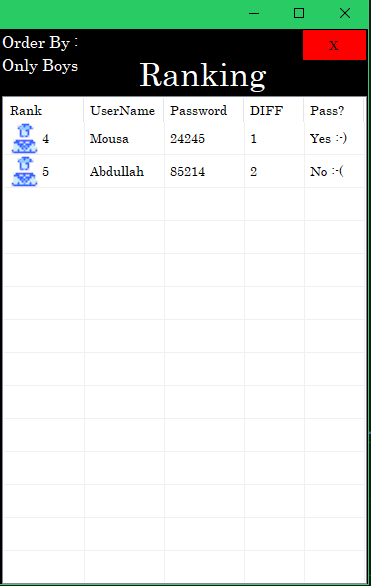 Order By :
X
Only Boys
Ranking
Rank UserName Password DIFF Pass?
4 Mousa 24245 1 Yes :-)
5 Abdullah 85214 2 No :-(